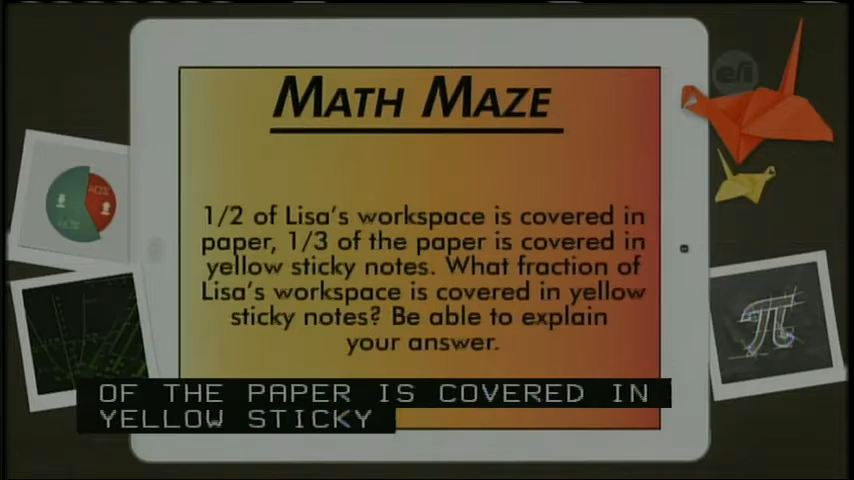 MATH MAZE
1/2 of Lisa's workspace is covered in
paper, 1/3 of the paper is covered in
yellow sticky notes. What fraction of
Lisa's workspace is covered in yellow
sticky notes? Be able to explain
your answer.
OF THE PAPER IS COVERED IN
YELLOW STICKY
e/i
40%
60%
π